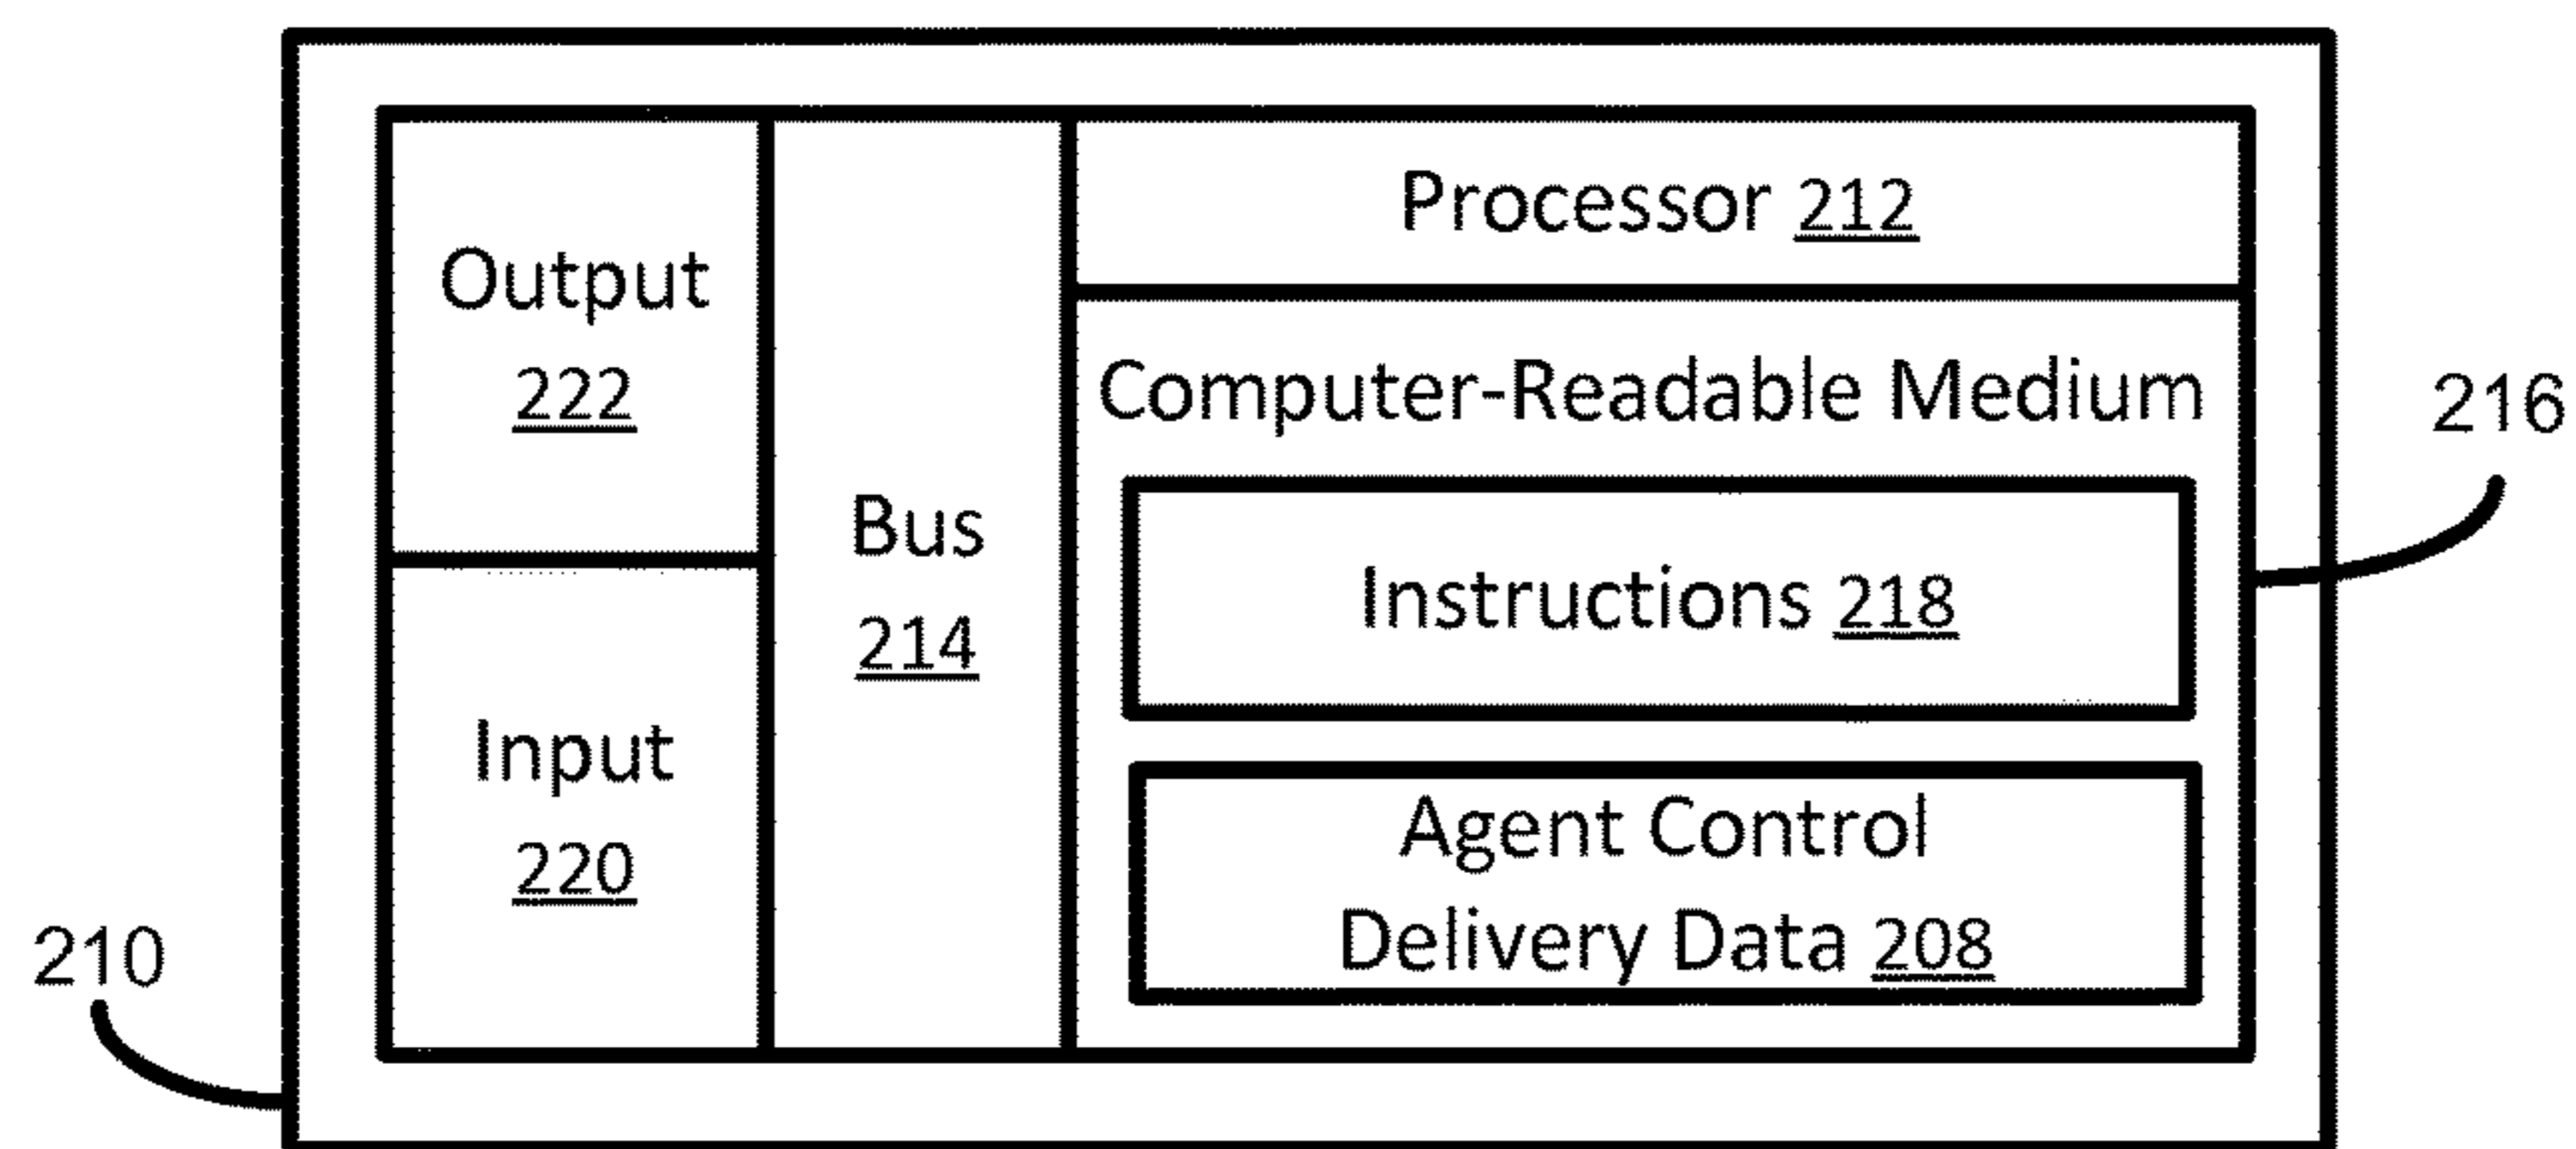 Output
222
Input
220
Bus
214
Processor 212
Computer-Readable Medium
Instructions 218
Agent Control
Delivery Data 208
216
210